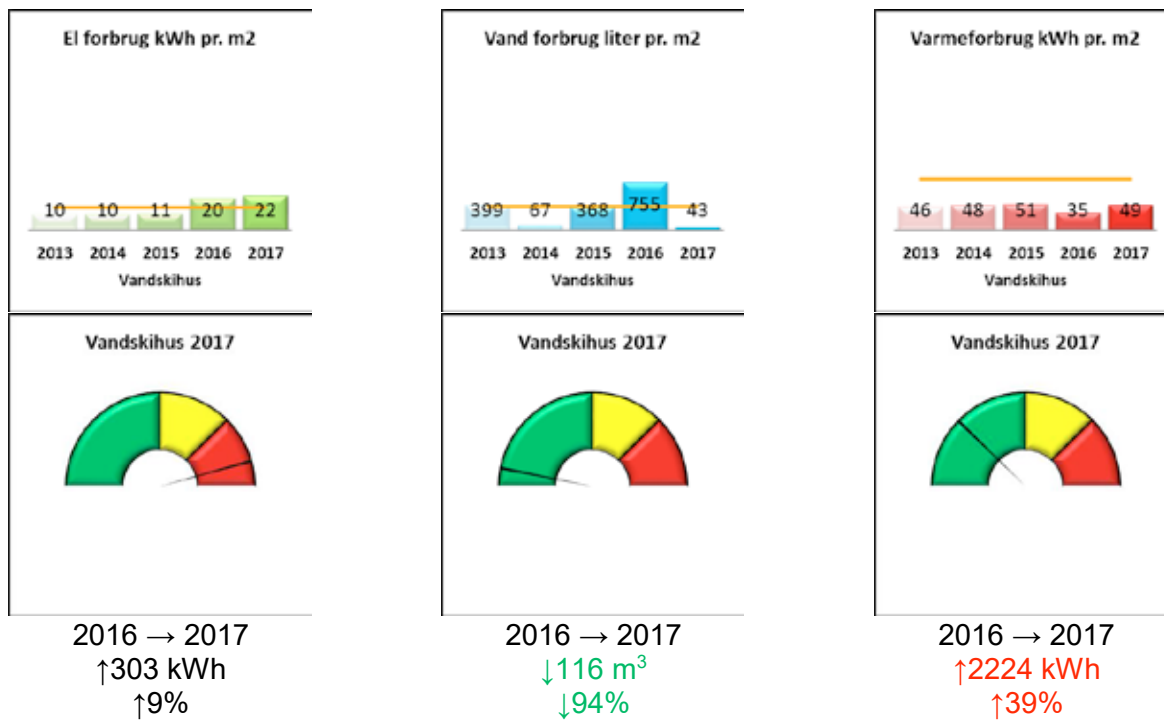 El forbrug kWh pr. m2
10 10 11 20 22
2013 2014 2015 2016 2017
Vandskihus
Vandskihus 2017
2016 → 2017
↑303 kWh
↑9%
Vand forbrug liter pr. m2
399 67 368 755 43
2013 2014 2015 2016 2017
Vandskihus
Vandskihus 2017
2016 → 2017
↓116 m³
↓94%
Varmeforbrug kWh pr. m2
46 48 51 35 49
2013 2014 2015 2016 2017
Vandskihus
Vandskihus 2017
2016 → 2017
↑2224 kWh
↑39%